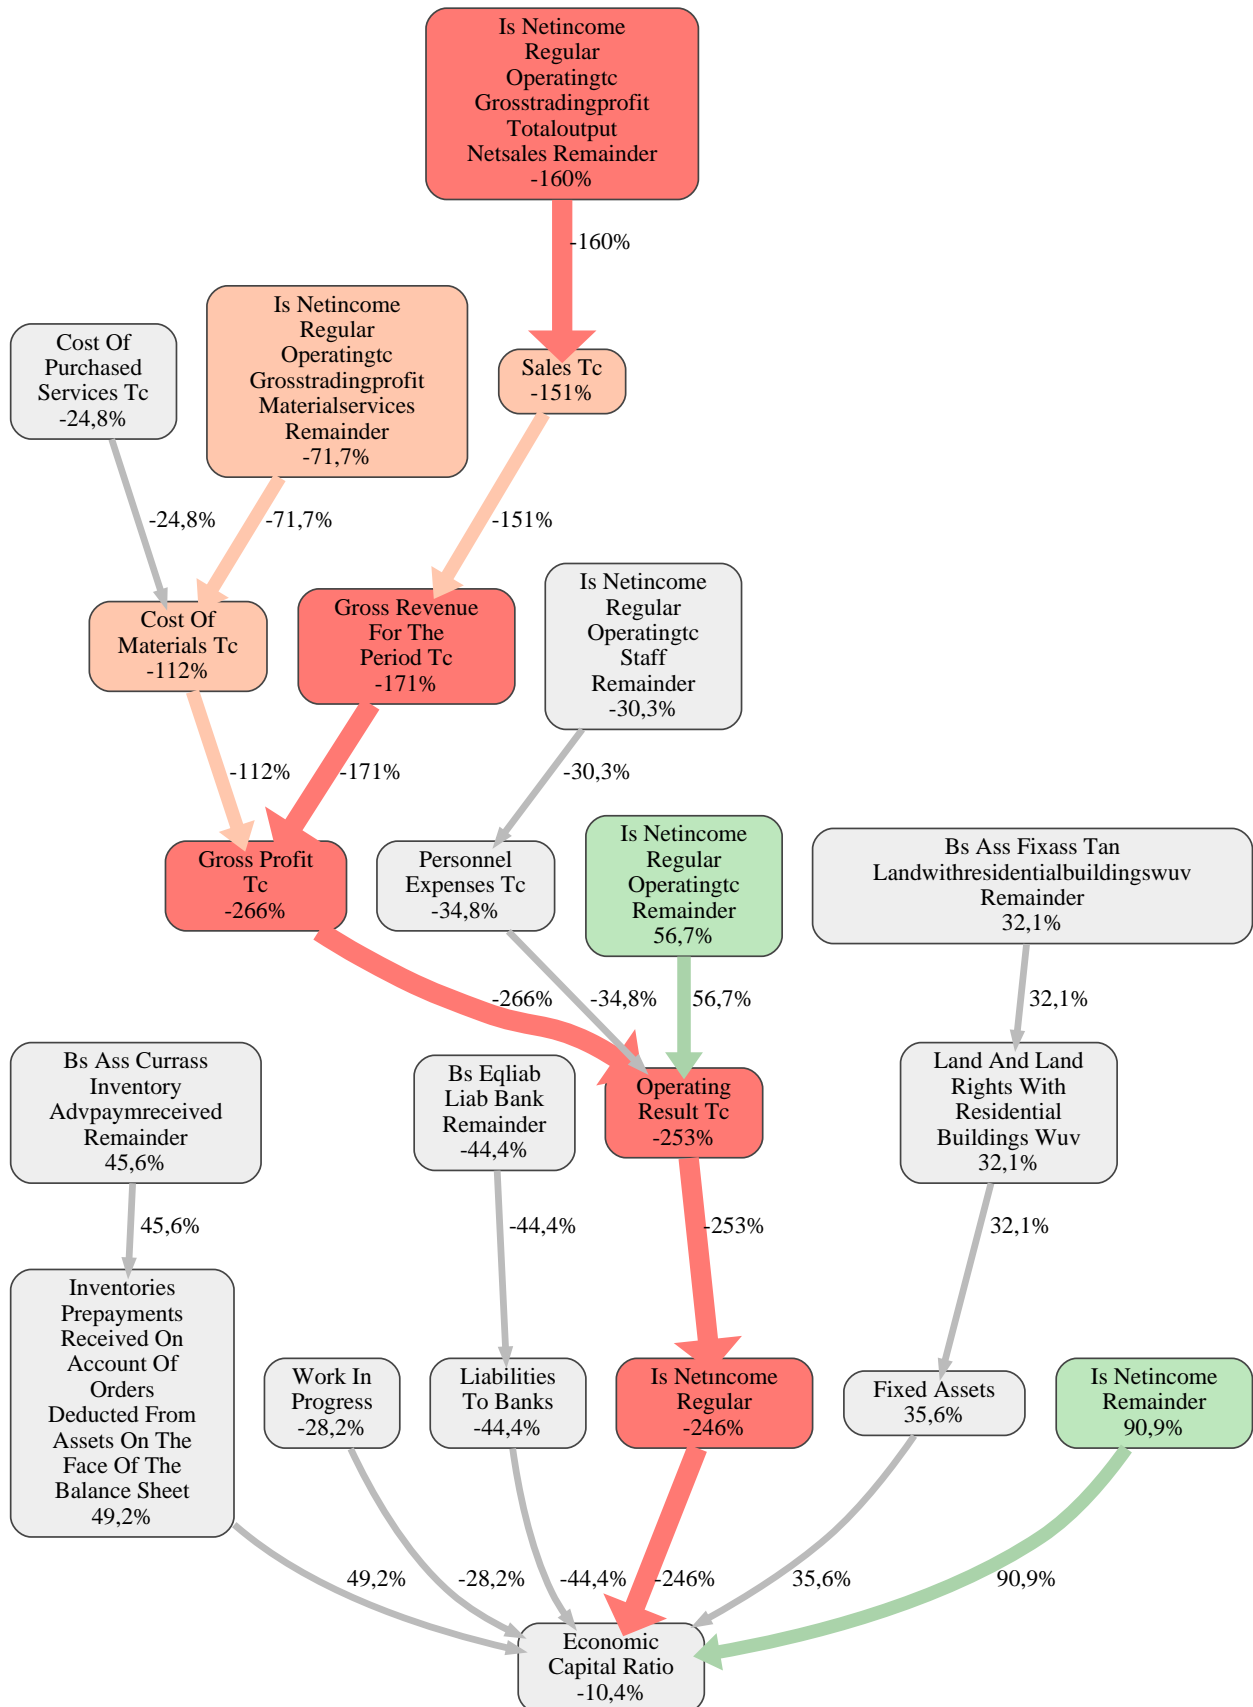 Is Netincome
Regular
Operatingtc
Grosstradingprofit
Totaloutput
Netsales Remainder
-160%
-160%
Cost Of
Purchased
Services Tc
-24,8%
Is Netincome
Regular
Operatingtc
Grosstradingprofit
Materialservices
Remainder
-71,7%
Sales Tc
-151%
-24,8%
-71,7%
-151%
Cost Of
Materials Tc
-112%
Gross Revenue
For The
Period Tc
-171%
Is Netincome
Regular
Operatingtc
Staff
Remainder
-30,3%
-112%
-171%
-30,3%
Gross Profit
Tc
-266%
Personnel
Expenses Tc
-34,8%
Is Netincome
Regular
Operatingtc
Remainder
56,7%
Bs Ass Fixass Tan
Landwithresidentialbuildingswuv
Remainder
32,1%
-266%
-34,8%
56,7%
32,1%
Bs Ass Currass
Inventory
Advpaymreceived
Remainder
45,6%
Bs Eqliab
Liab Bank
Remainder
-44,4%
Operating
Result Tc
-253%
Land And Land
Rights With
Residential
Buildings Wuv
32,1%
45,6%
-44,4%
-253%
32,1%
Inventories
Prepayments
Received On
Account Of
Orders
Deducted From
Assets On The
Face Of The
Balance Sheet
49,2%
Work In
Progress
-28,2%
Liabilities
To Banks
-44,4%
Is Netincome
Regular
-246%
Fixed Assets
35,6%
Is Netincome
Remainder
90,9%
49,2%
-28,2%
-44,4%
-246%
35,6%
90,9%
Economic
Capital Ratio
-10,4%